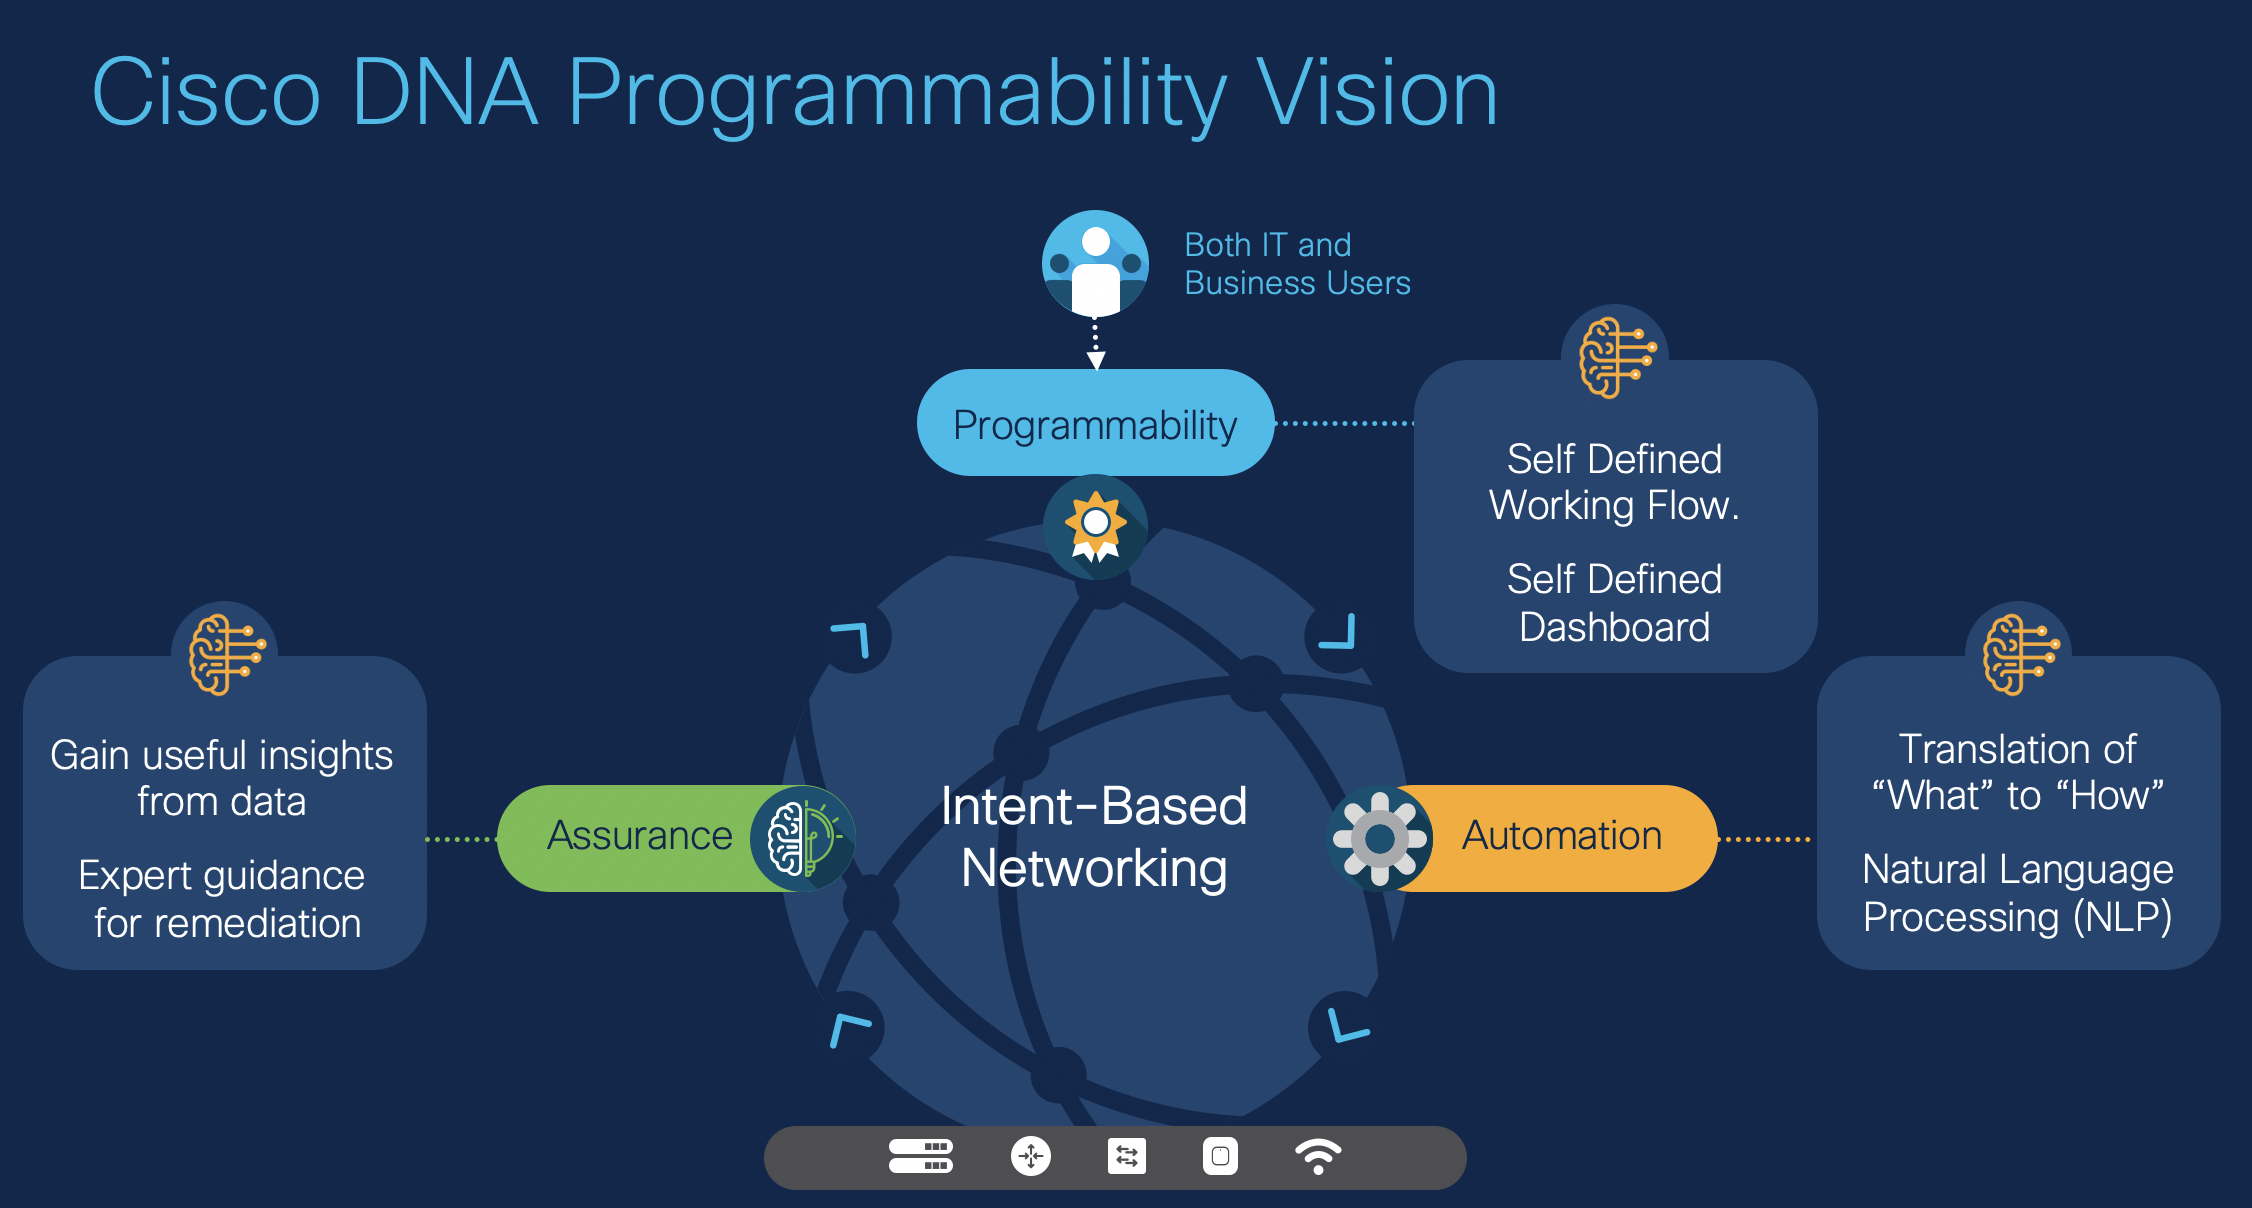 Cisco DNA Programmability Vision
Both IT and
Business Users
Programmability
Self Defined
Working Flow.
Self Defined
Dashboard
Gain useful insights
from data
Expert guidance
for remediation
Assurance
Intent-Based
Networking
Automation
Translation of
“What” to “How”
Natural Language
Processing (NLP)